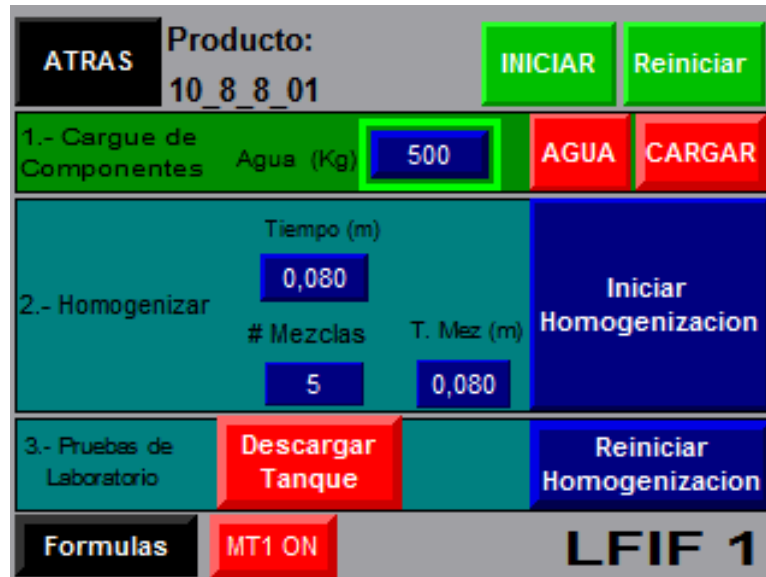 ATRAS
Producto:
10_8_8_01
INICIAR
Reiniciar
1.- Cargue de
Componentes
Agua (Kg)
500
AGUA
CARGAR
2.- Homogenizar
Tiempo (m)
0,080
# Mezclas
5
T. Mez (m)
0,080
Iniciar
Homogenizacion
3.- Pruebas de
Laboratorio
Descargar
Tanque
Reiniciar
Homogenizacion
Formulas
MT1 ON
LFIF 1